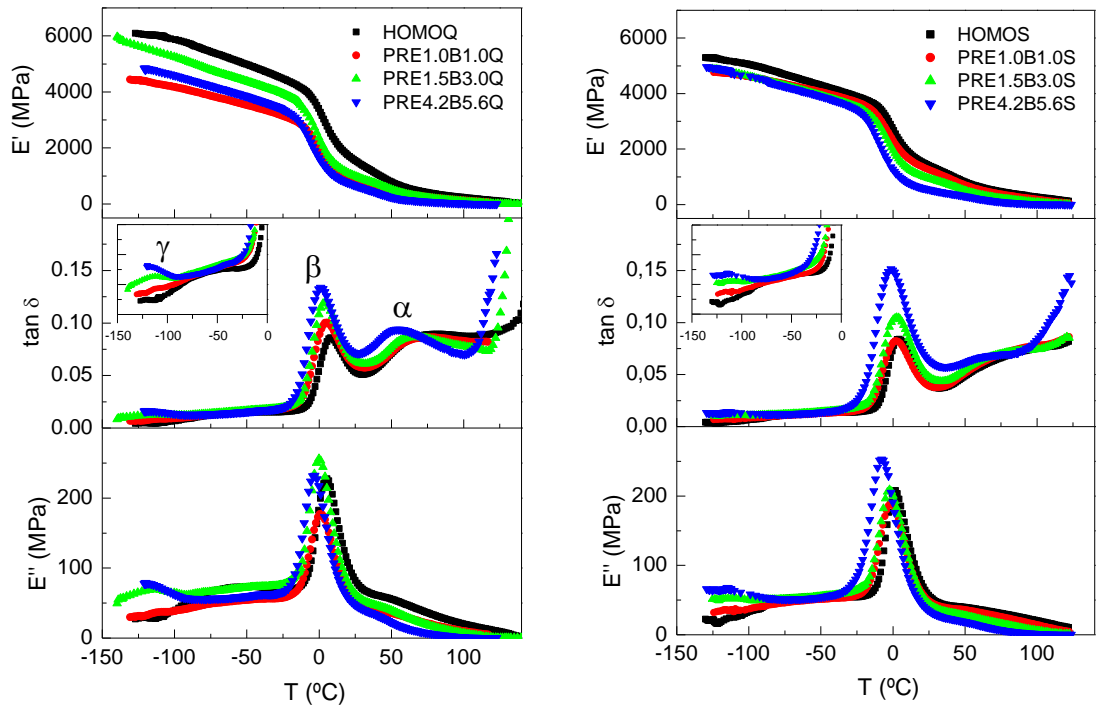 6000
4000
2000
0
E' (MPa)
HOMOQ
PRE1.0B1.0Q
PRE1.5B3.0Q
PRE4.2B5.6Q
0.15
0.10
0.05
0.00
tan δ
γ
-150 -100 -50 0
β
α
200
100
0
E'' (MPa)
-150 -100 -50 0 50 100
T (ºC)
6000
4000
2000
0
E' (MPa)
HOMOS
PRE1.0B1.0S
PRE1.5B3.0S
PRE4.2B5.6S
0,15
0,10
0,05
0,00
tan δ
-150 -100 -50 0
200
100
0
E'' (MPa)
-150 -100 -50 0 50 100
T (ºC)